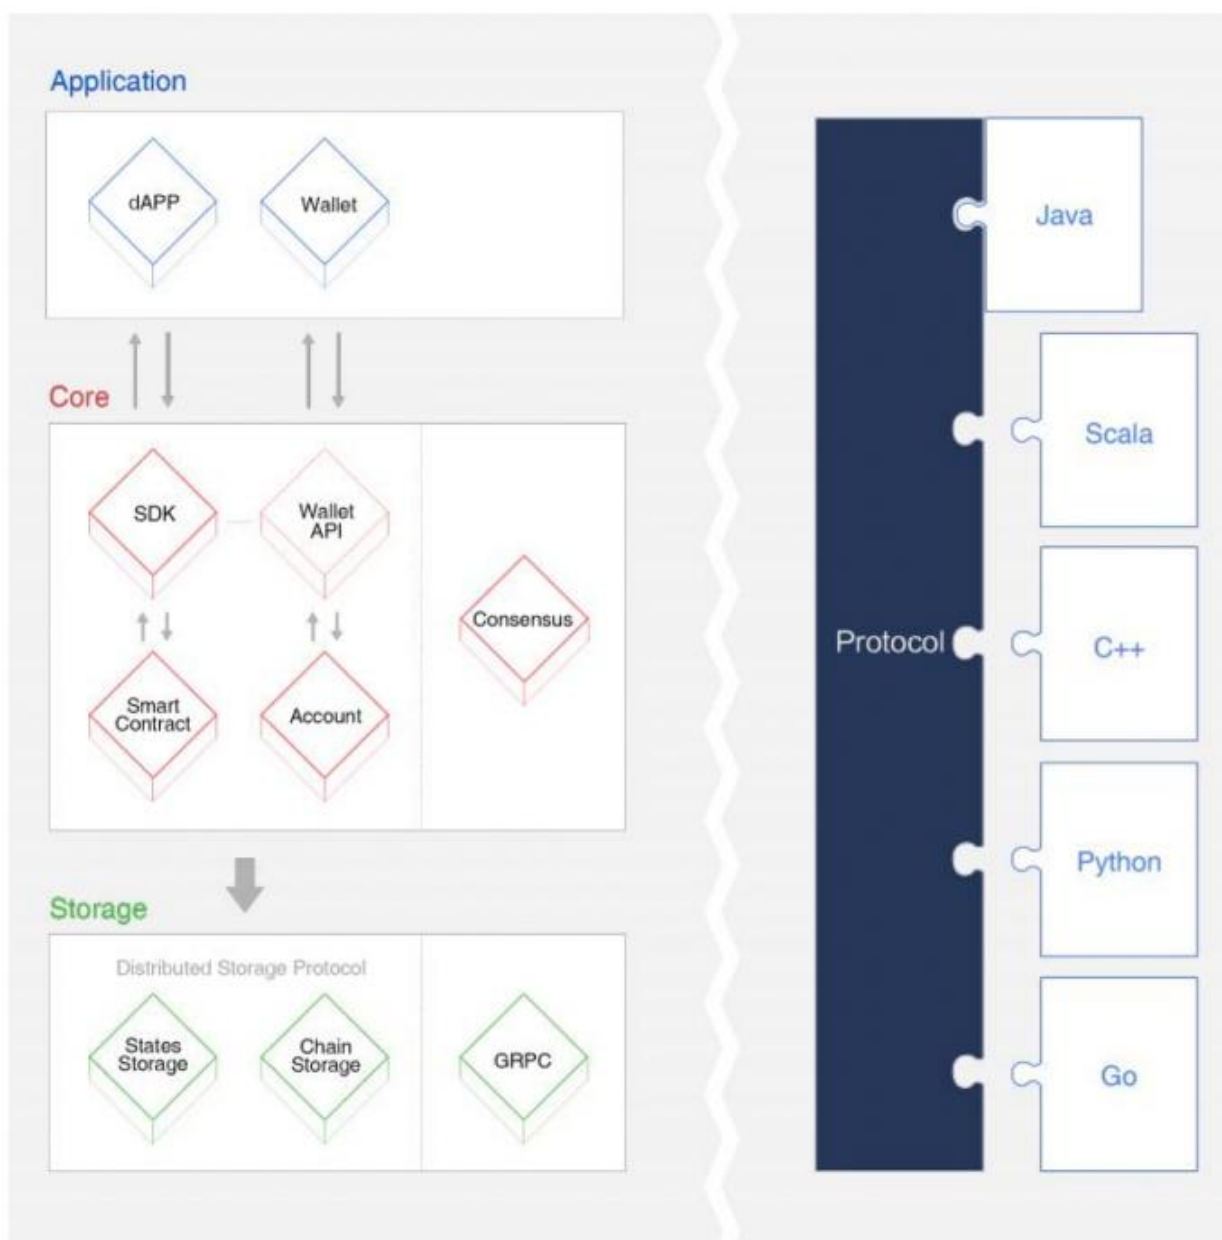 Application
dAPP
Wallet
Core
SDK
Wallet
API
Consensus
Smart
Contract
Account
Storage
Distributed Storage Protocol
States
Storage
Chain
Storage
GRPC
Protocol
Java
Scala
C++
Python
Go